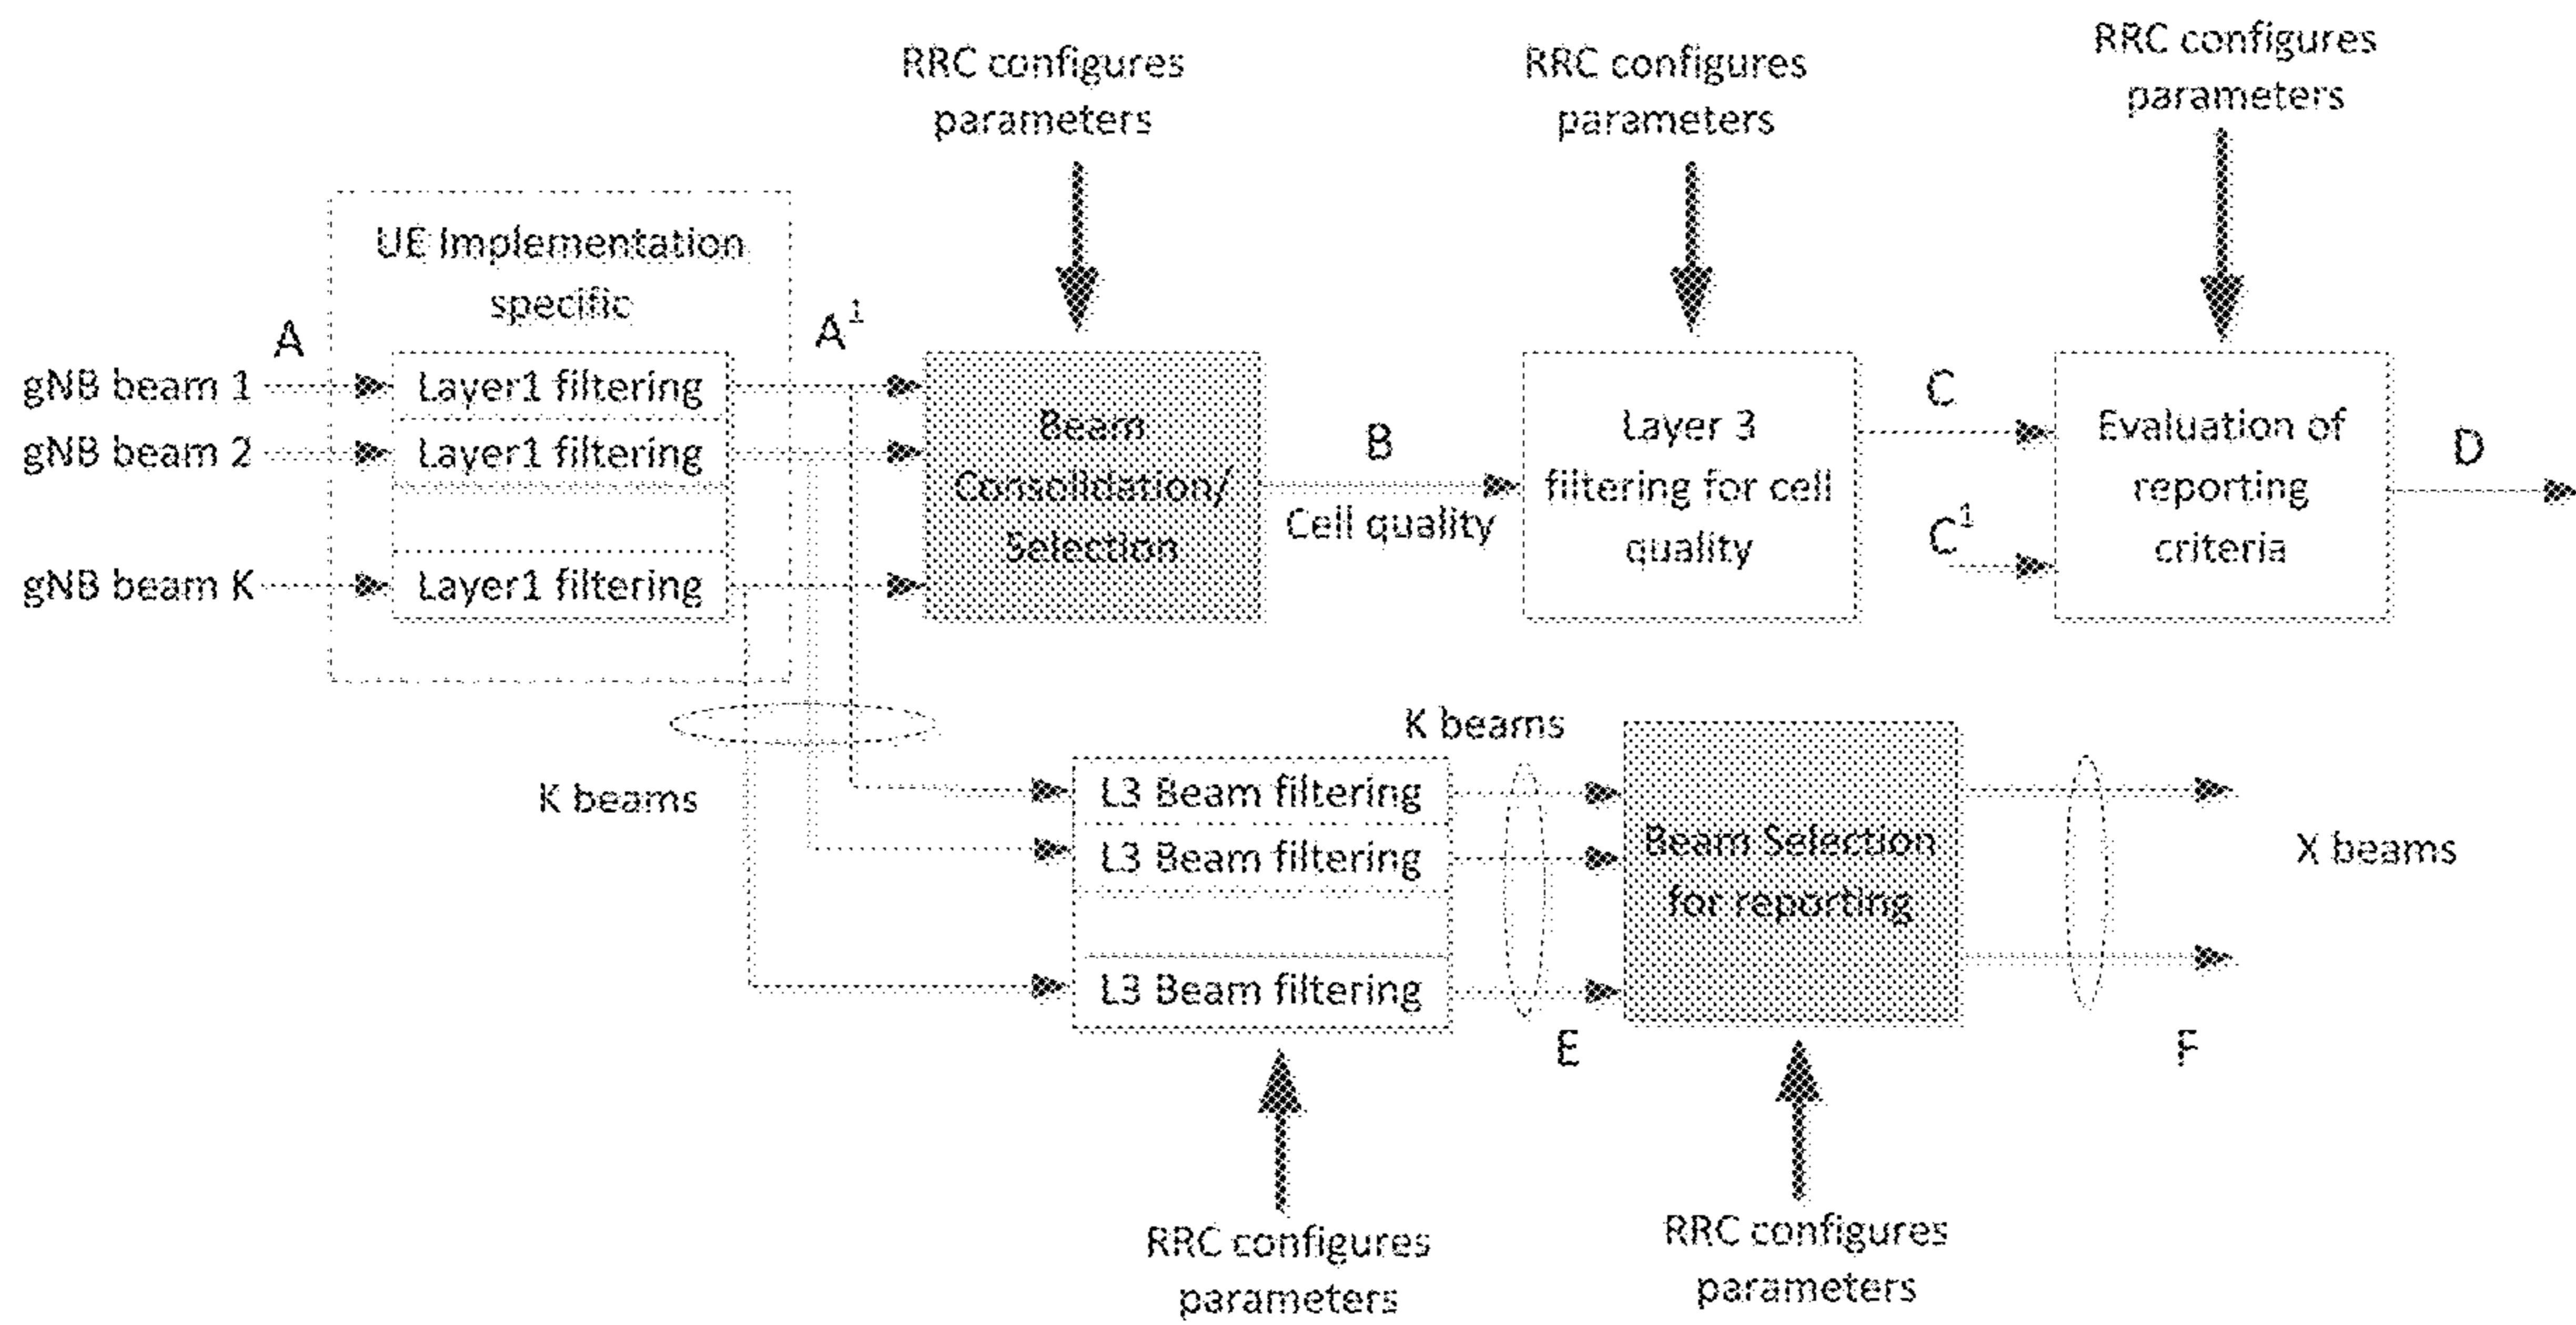 RRC configures
parameters
RRC configures
parameters
RRC configures
parameters
UE Implementation
specific
A
A1
gNB beam 1
Layer1 filtering
gNB beam 2
Layer1 filtering
gNB beam K
Layer1 filtering
Beam
Consolidation/
Selection
B
Cell quality
Layer 3
filtering for cell
quality
C
C1
Evaluation of
reporting
criteria
D
K beams
K beams
L3 Beam filtering
L3 Beam filtering
L3 Beam filtering
E
Beam Selection
for reporting
X beams
F
RRC configures
parameters
RRC configures
parameters